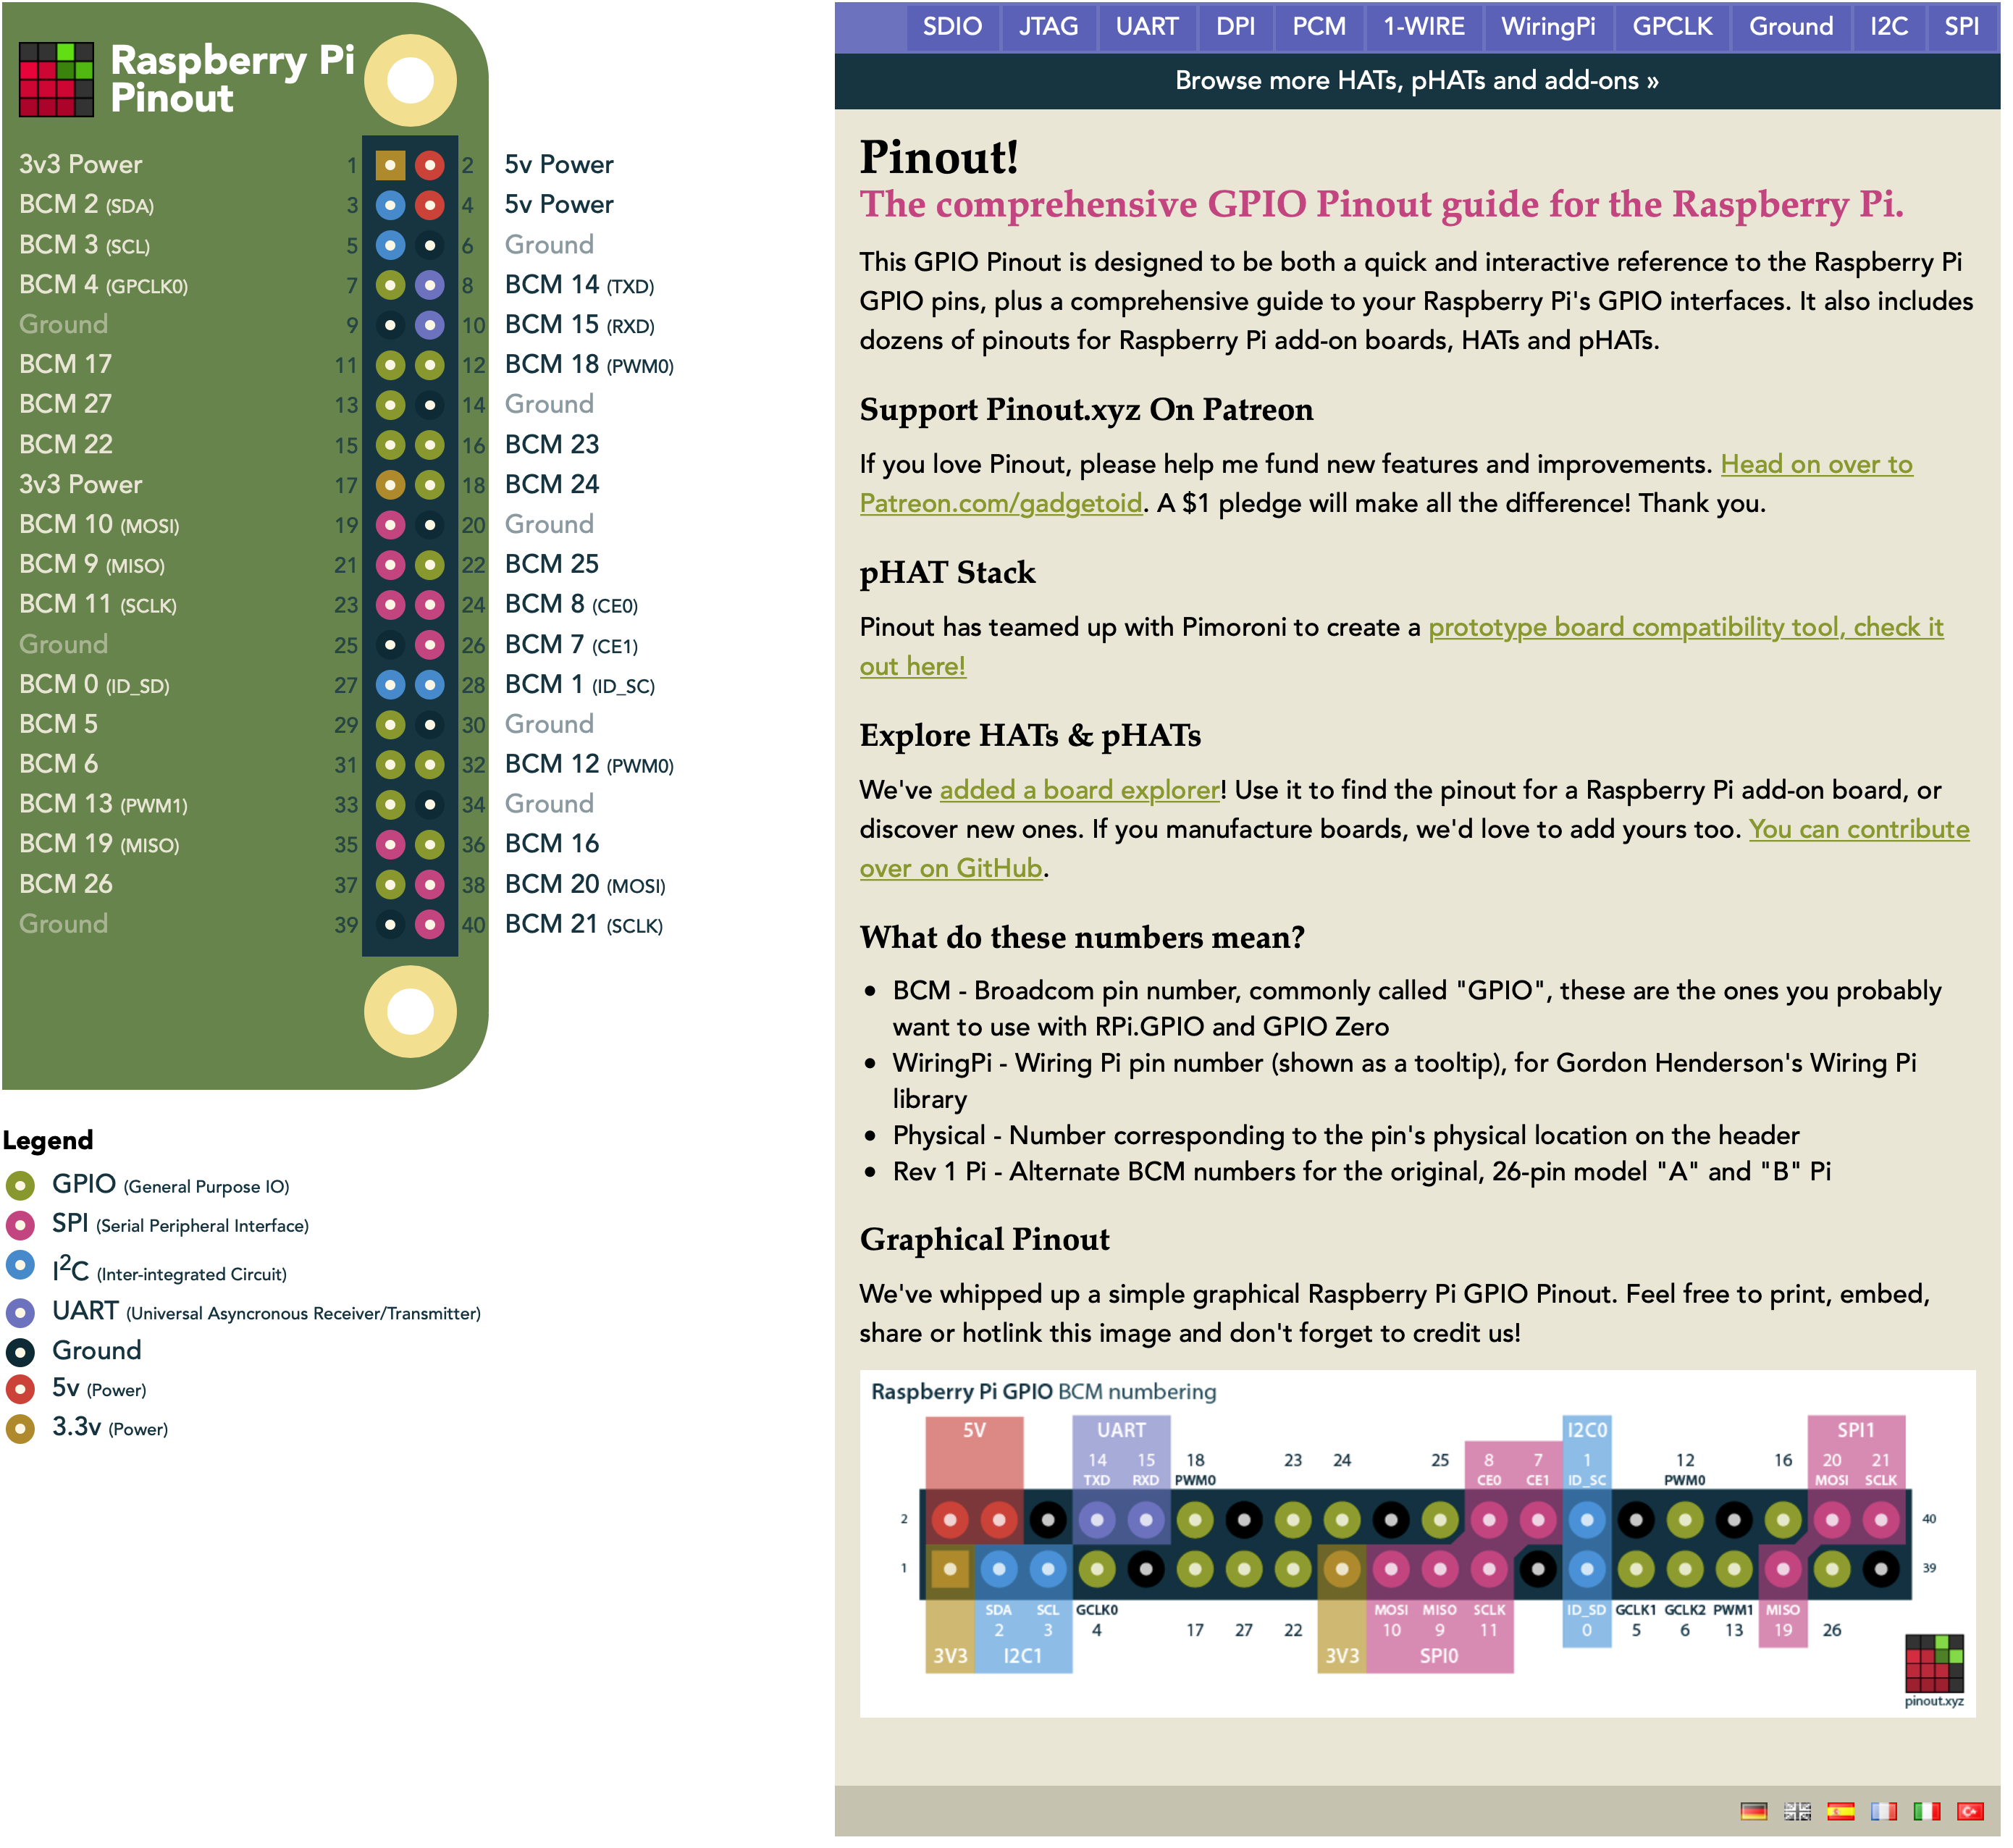 Raspberry Pi
Pinout
3v3 Power 1 2 5v Power
BCM 2 (SDA) 3 4 5v Power
BCM 3 (SCL) 5 6 Ground
BCM 4 (GPCLK0) 7 8 BCM 14 (TXD)
Ground 9 10 BCM 15 (RXD)
BCM 17 11 12 BCM 18 (PWM0)
BCM 27 13 14 Ground
BCM 22 15 16 BCM 23
3v3 Power 17 18 BCM 24
BCM 10 (MOSI) 19 20 Ground
BCM 9 (MISO) 21 22 BCM 25
BCM 11 (SCLK) 23 24 BCM 8 (CE0)
Ground 25 26 BCM 7 (CE1)
BCM 0 (ID_SD) 27 28 BCM 1 (ID_SC)
BCM 5 29 30 Ground
BCM 6 31 32 BCM 12 (PWM0)
BCM 13 (PWM1) 33 34 Ground
BCM 19 (MISO) 35 36 BCM 16
BCM 26 37 38 BCM 20 (MOSI)
Ground 39 40 BCM 21 (SCLK)
Legend
GPIO (General Purpose IO)
SPI (Serial Peripheral Interface)
I²C (Inter-integrated Circuit)
UART (Universal Asyncronous Receiver/Transmitter)
Ground
5v (Power)
3.3v (Power)
SDIO JTAG UART DPI PCM 1-WIRE WiringPi GPCLK Ground I2C SPI
Browse more HATs, pHATs and add-ons »
Pinout!
The comprehensive GPIO Pinout guide for the Raspberry Pi.
This GPIO Pinout is designed to be both a quick and interactive reference to the Raspberry Pi
GPIO pins, plus a comprehensive guide to your Raspberry Pi's GPIO interfaces. It also includes
dozens of pinouts for Raspberry Pi add-on boards, HATs and pHATs.
Support Pinout.xyz On Patreon
If you love Pinout, please help me fund new features and improvements. Head on over to
Patreon.com/gadgetoid. A $1 pledge will make all the difference! Thank you.
pHAT Stack
Pinout has teamed up with Pimoroni to create a prototype board compatibility tool, check it
out here!
Explore HATs & pHATs
We've added a board explorer! Use it to find the pinout for a Raspberry Pi add-on board, or
discover new ones. If you manufacture boards, we'd love to add yours too. You can contribute
over on GitHub.
What do these numbers mean?
• BCM - Broadcom pin number, commonly called "GPIO", these are the ones you probably
want to use with RPi.GPIO and GPIO Zero
• WiringPi - Wiring Pi pin number (shown as a tooltip), for Gordon Henderson's Wiring Pi
library
• Physical - Number corresponding to the pin's physical location on the header
• Rev 1 Pi - Alternate BCM numbers for the original, 26-pin model "A" and "B" Pi
Graphical Pinout
We've whipped up a simple graphical Raspberry Pi GPIO Pinout. Feel free to print, embed,
share or hotlink this image and don't forget to credit us!
Raspberry Pi GPIO BCM numbering
5V UART I2C0 SPI1
14 15 18 23 24 25 8 7 1 12 16 20 21
TXD RXD PWM0 CE0 CE1 ID_SC PWM0 MOSI SCLK
2 40
1 39
SDA SCL GCLK0 MOSI MISO SCLK ID_SD GCLK1 GCLK2 PWM1 MISO
2 3 4 17 27 22 10 9 11 0 5 6 13 19 26
3V3 I2C1 3V3 SPI0
pinout.xyz